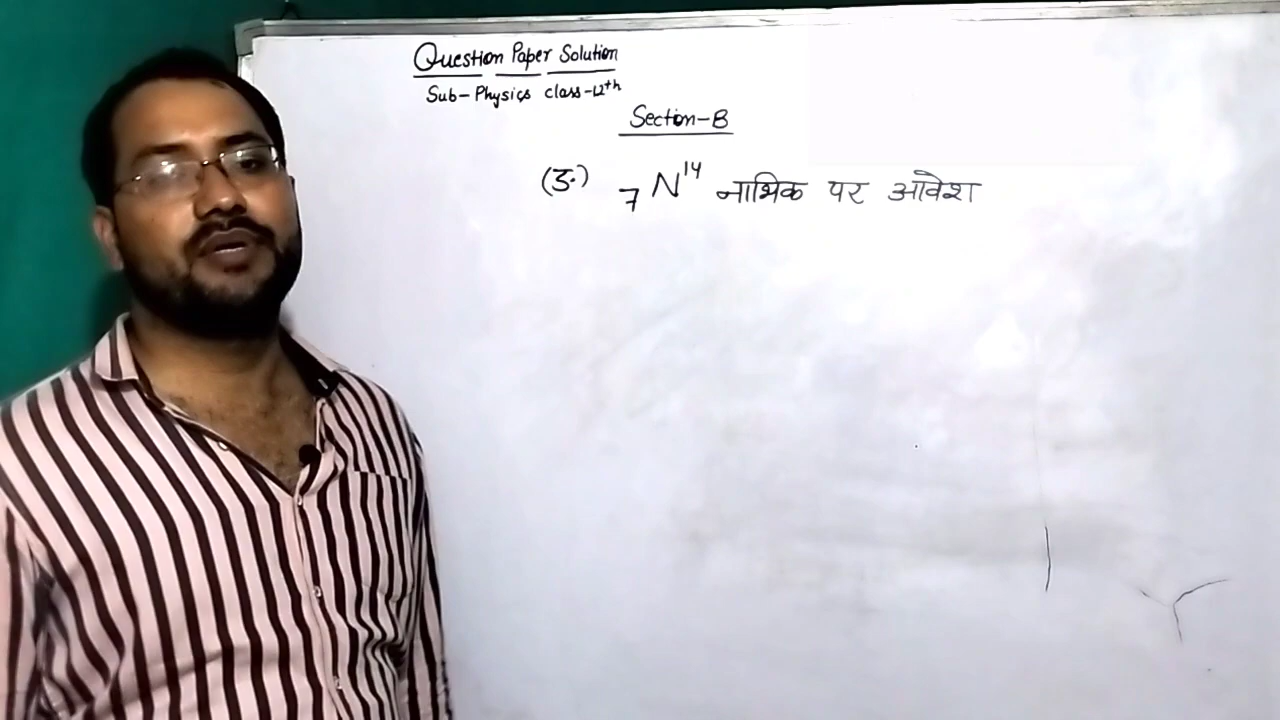 Question Paper Solution
Sub-Physics class-12th
Section-B
(ङ.) ₇N¹⁴ नाभिक पर आवेश